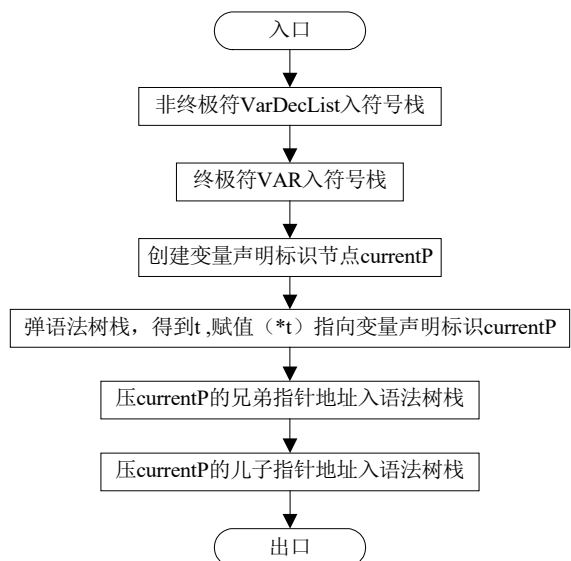 入口
非终极符VarDecList入符号栈
终极符VAR入符号栈
创建变量声明标识节点currentP
弹语法树栈，得到t ,赋值（*t）指向变量声明标识currentP
压currentP的兄弟指针地址入语法树栈
压currentP的儿子指针地址入语法树栈
出口